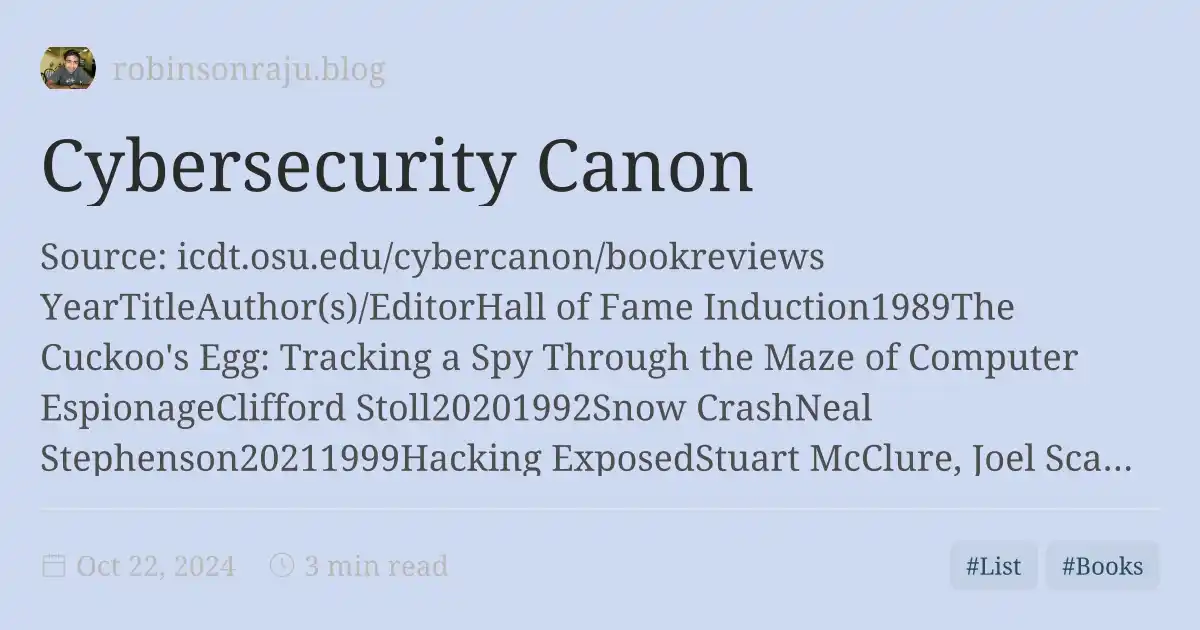 robinsonraju.blog
Cybersecurity Canon
Source: icdt.osu.edu/cybercanon/bookreviews
YearTitleAuthor(s)/EditorHall of Fame Induction1989The
Cuckoo's Egg: Tracking a Spy Through the Maze of Computer
EspionageClifford Stoll20201992Snow CrashNeal
Stephenson20211999Hacking ExposedStuart McClure, Joel Sca...
Oct 22, 2024 3 min read #List #Books